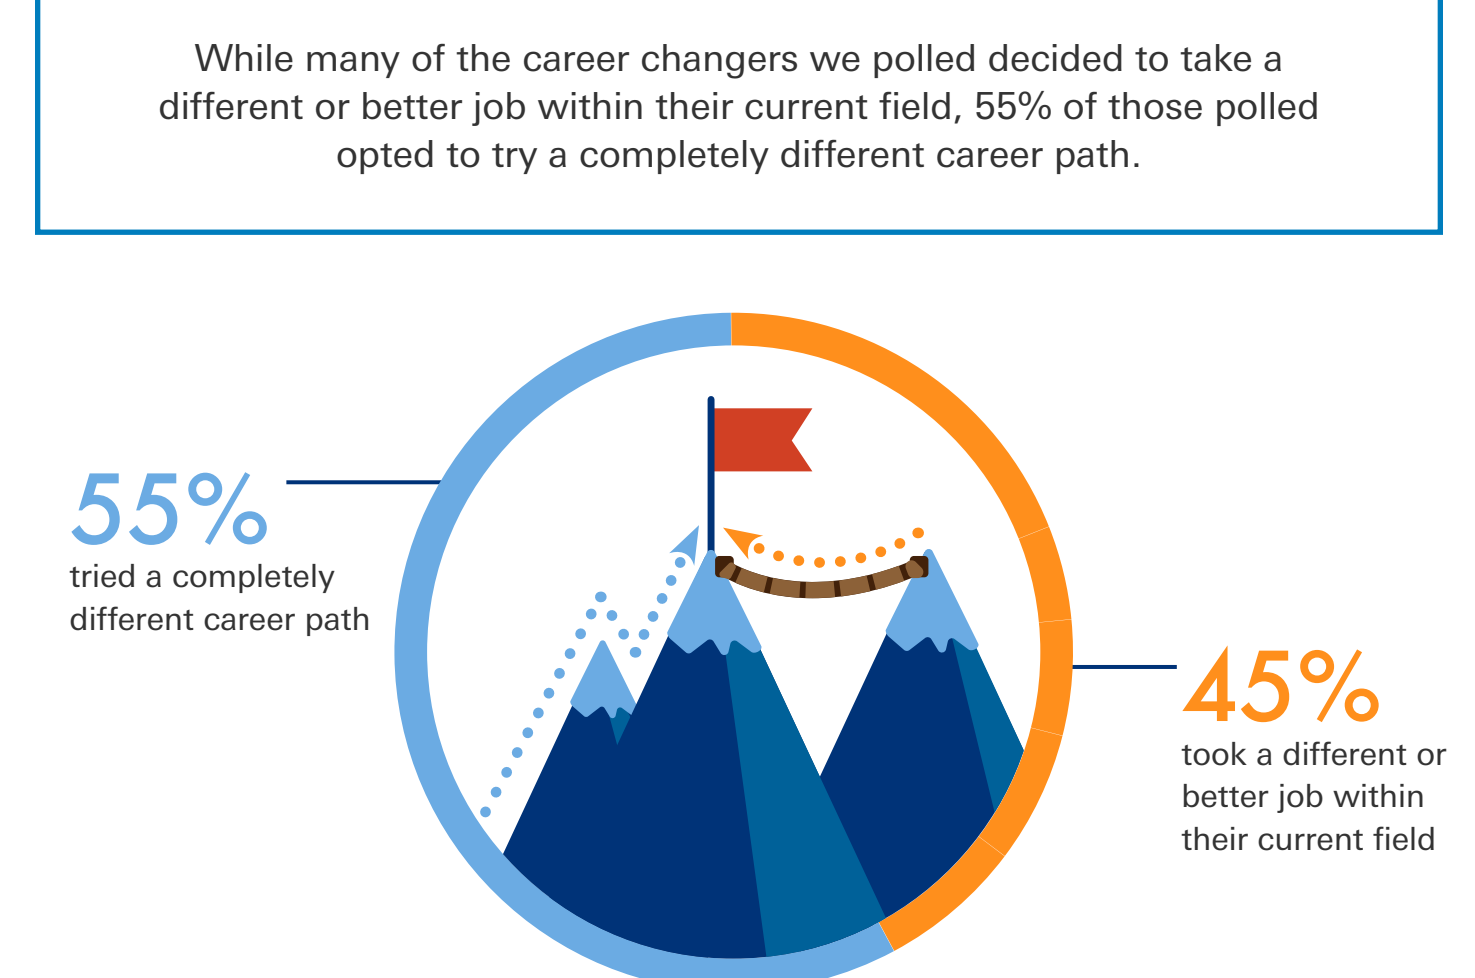 While many of the career changers we polled decided to take a
different or better job within their current field, 55% of those polled
opted to try a completely different career path.
55%
tried a completely
different career path
45%
took a different or
better job within
their current field